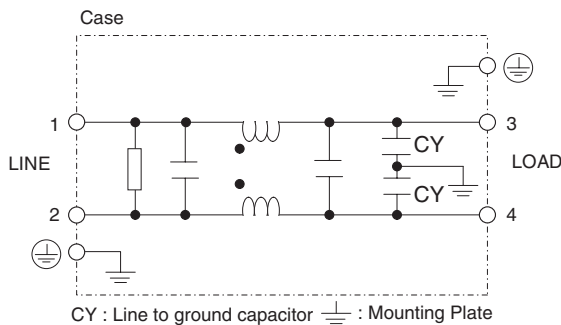 Case
1
3
CY
LINE
LOAD
CY
2
4
CY : Line to ground capacitor : Mounting Plate